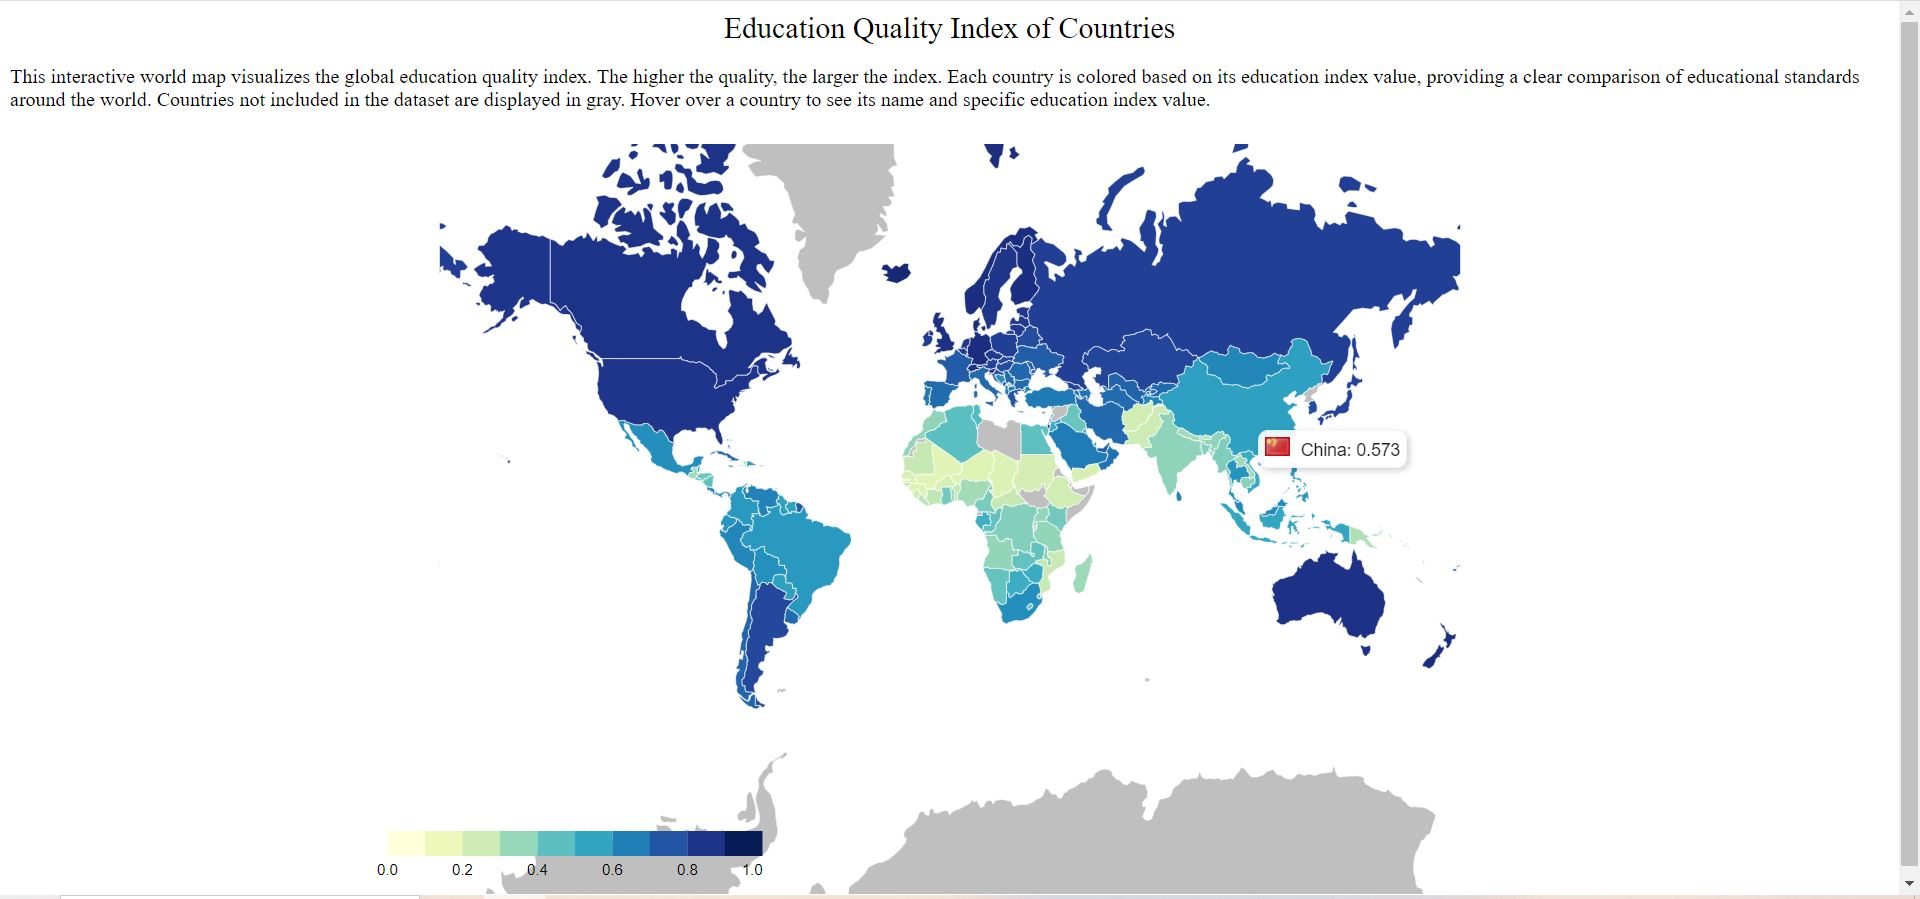 Education Quality Index of Countries
This interactive world map visualizes the global education quality index. The higher the quality, the larger the index. Each country is colored based on its education index value, providing a clear comparison of educational standards
around the world. Countries not included in the dataset are displayed in gray. Hover over a country to see its name and specific education index value.
China: 0.573
0.0 0.2 0.4 0.6 0.8 1.0